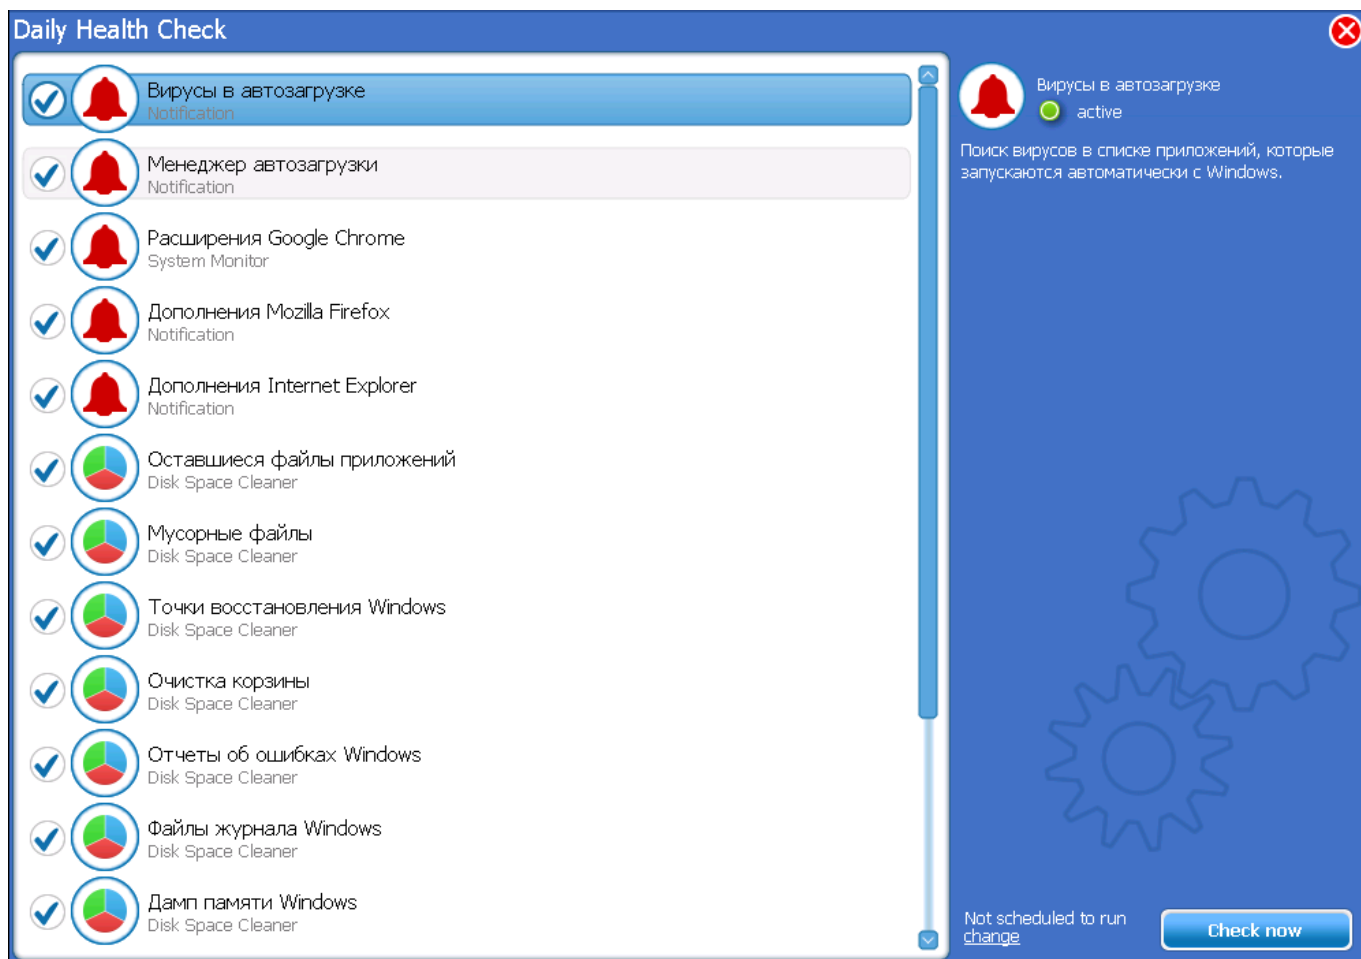 Daily Health Check
Вирусы в автозагрузке
Notification
Менеджер автозагрузки
Notification
Расширения Google Chrome
System Monitor
Дополнения Mozilla Firefox
Notification
Дополнения Internet Explorer
Notification
Оставшиеся файлы приложений
Disk Space Cleaner
Мусорные файлы
Disk Space Cleaner
Точки восстановления Windows
Disk Space Cleaner
Очистка корзины
Disk Space Cleaner
Отчеты об ошибках Windows
Disk Space Cleaner
Файлы журнала Windows
Disk Space Cleaner
Дамп памяти Windows
Disk Space Cleaner
Вирусы в автозагрузке
active
Поиск вирусов в списке приложений, которые
запускаются автоматически с Windows.
Not scheduled to run
change
Check now